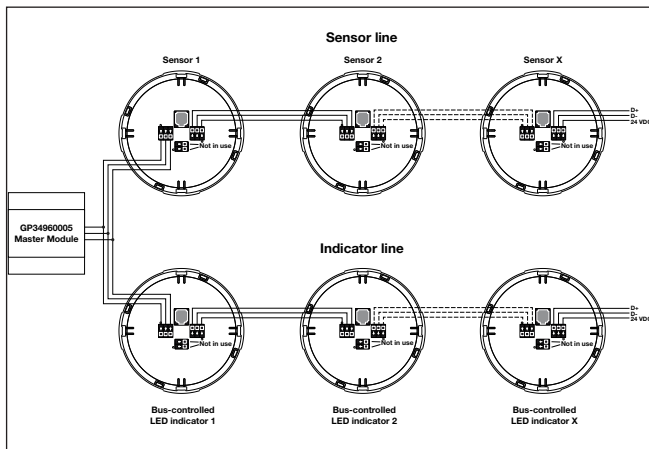 Sensor line
Sensor 1
Sensor 2
Sensor X
D+
D-
24 VDC
Not in use
Not in use
Not in use
GP34960005
Master Module
Indicator line
D+
D-
24 VDC
Not in use
Not in use
Not in use
Bus-controlled
LED indicator 1
Bus-controlled
LED indicator 2
Bus-controlled
LED indicator X